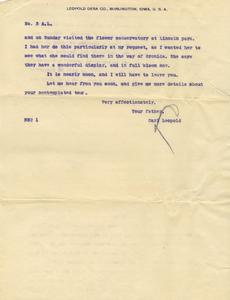 LEOPOLD DESK CO., BURLINGTON, IOWA, U. S. A.
No. 3 A.L.
and on Sunday visited the flower conservatory at Lincoln park.
I had her do this particularly at my request, as I wanted her to
see what she could find there in the way of Orchids. She says
they have a wonderful display, and in full bloom now.
It is nearly noon, and I will have to leave you.
Let me hear from you soon, and give me more details about
your contemplated tour.
Very affectionately,
Your father,
Carl Leopold